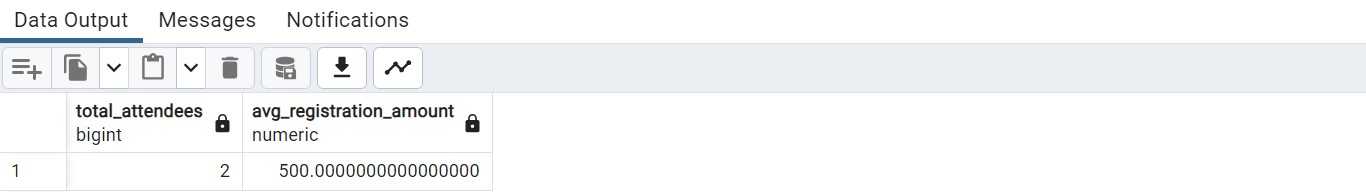 Data Output Messages Notifications
total_attendees avg_registration_amount
bigint numeric
1 2 500.0000000000000000